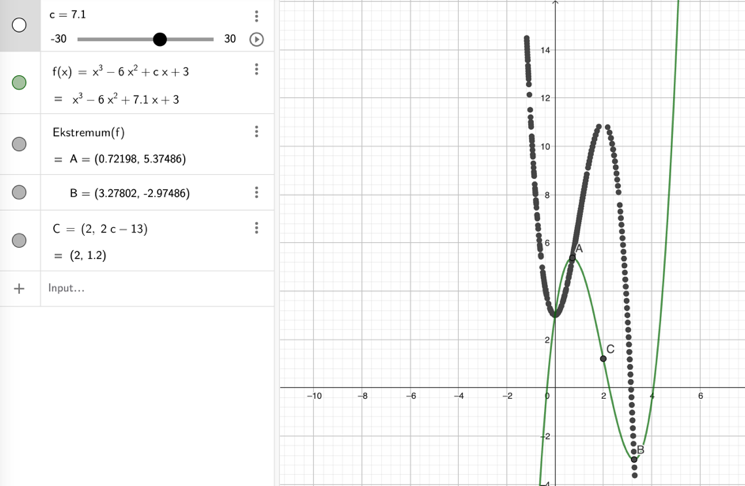 c = 7.1
-30 30
f(x) = x³ − 6 x² + c x + 3
= x³ − 6 x² + 7.1 x + 3
Ekstremum(f)
= A = (0.72198, 5.37486)
B = (3.27802, -2.97486)
C = (2, 2 c − 13)
= (2, 1.2)
+ Input...
14
12
10
8
6
A
2
C
−10 −8 −6 −4 −2 0 2 4 6
−2
B
−4